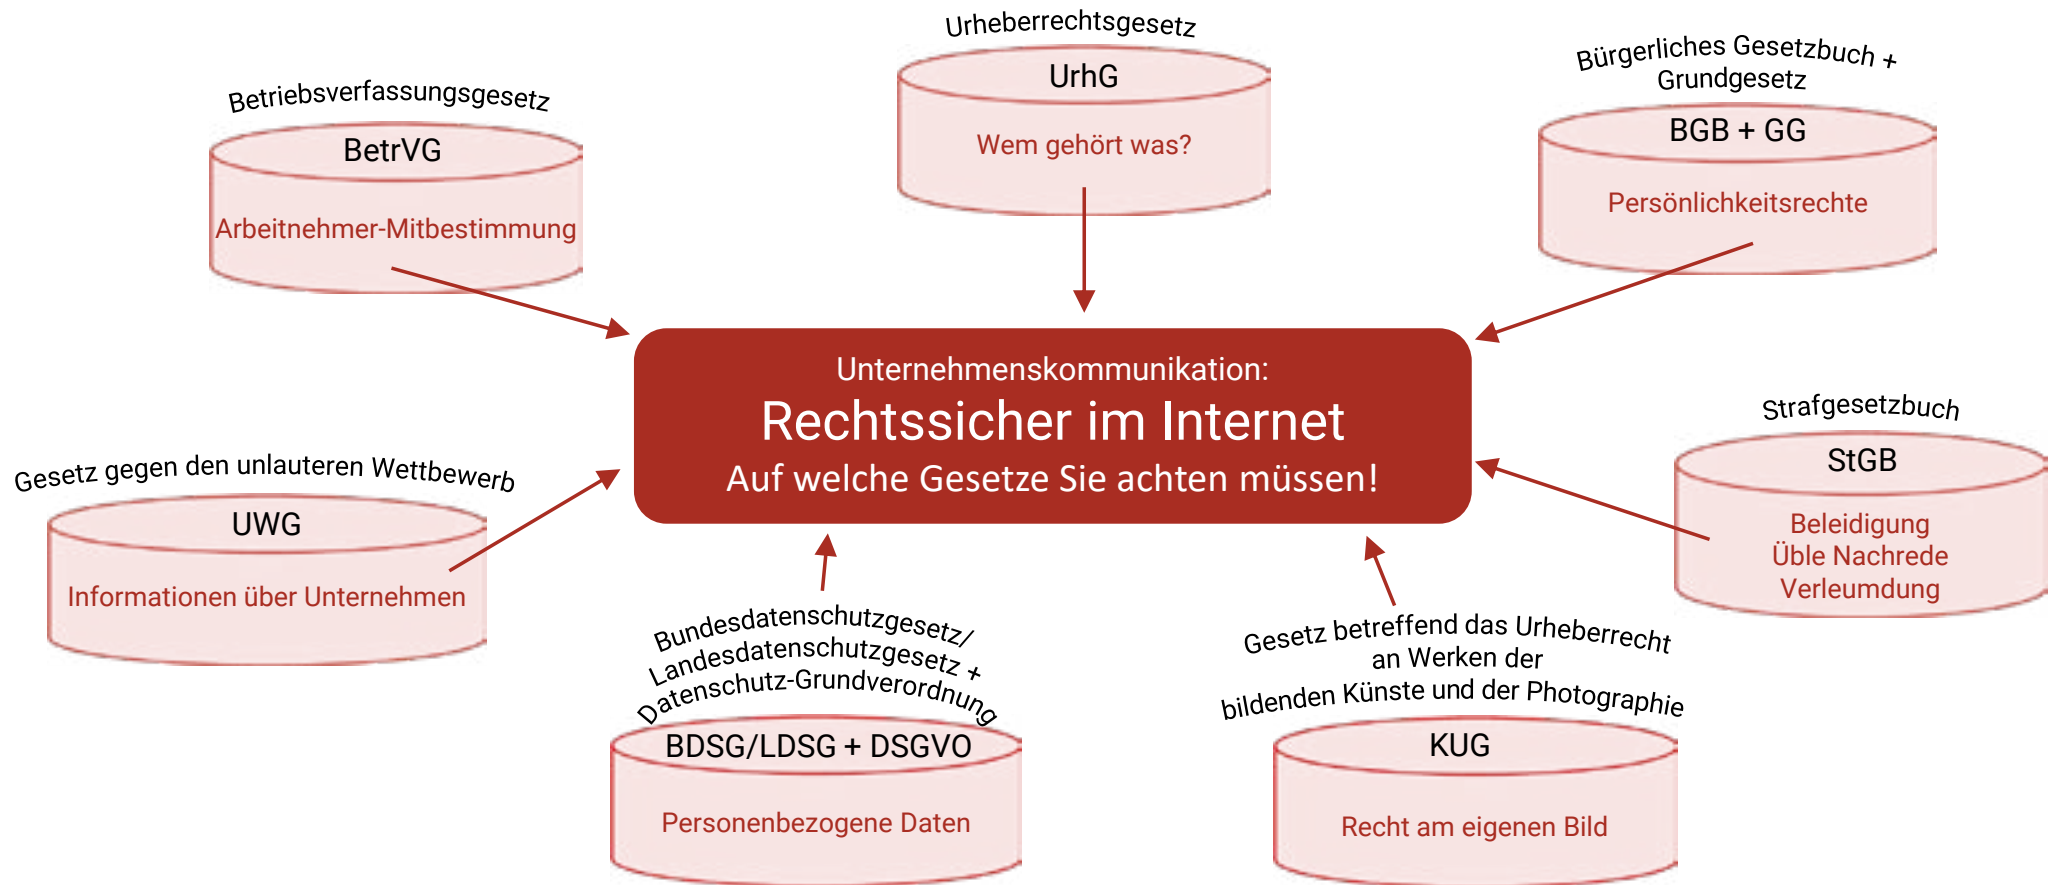 Urheberrechtsgesetz
UrhG
Wem gehört was?
Bürgerliches Gesetzbuch +
Grundgesetz
BGB + GG
Persönlichkeitsrechte
Betriebsverfassungsgesetz
BetrVG
Arbeitnehmer-Mitbestimmung
Unternehmenskommunikation:
Rechtssicher im Internet
Auf welche Gesetze Sie achten müssen!
Strafgesetzbuch
StGB
Beleidigung
Üble Nachrede
Verleumdung
Gesetz gegen den unlauteren Wettbewerb
UWG
Informationen über Unternehmen
Bundesdatenschutzgesetz/
Landesdatenschutzgesetz +
Datenschutz-Grundverordnung
BDSG/LDSG + DSGVO
Personenbezogene Daten
Gesetz betreffend das Urheberrecht
an Werken der
bildenden Künste und der Photographie
KUG
Recht am eigenen Bild